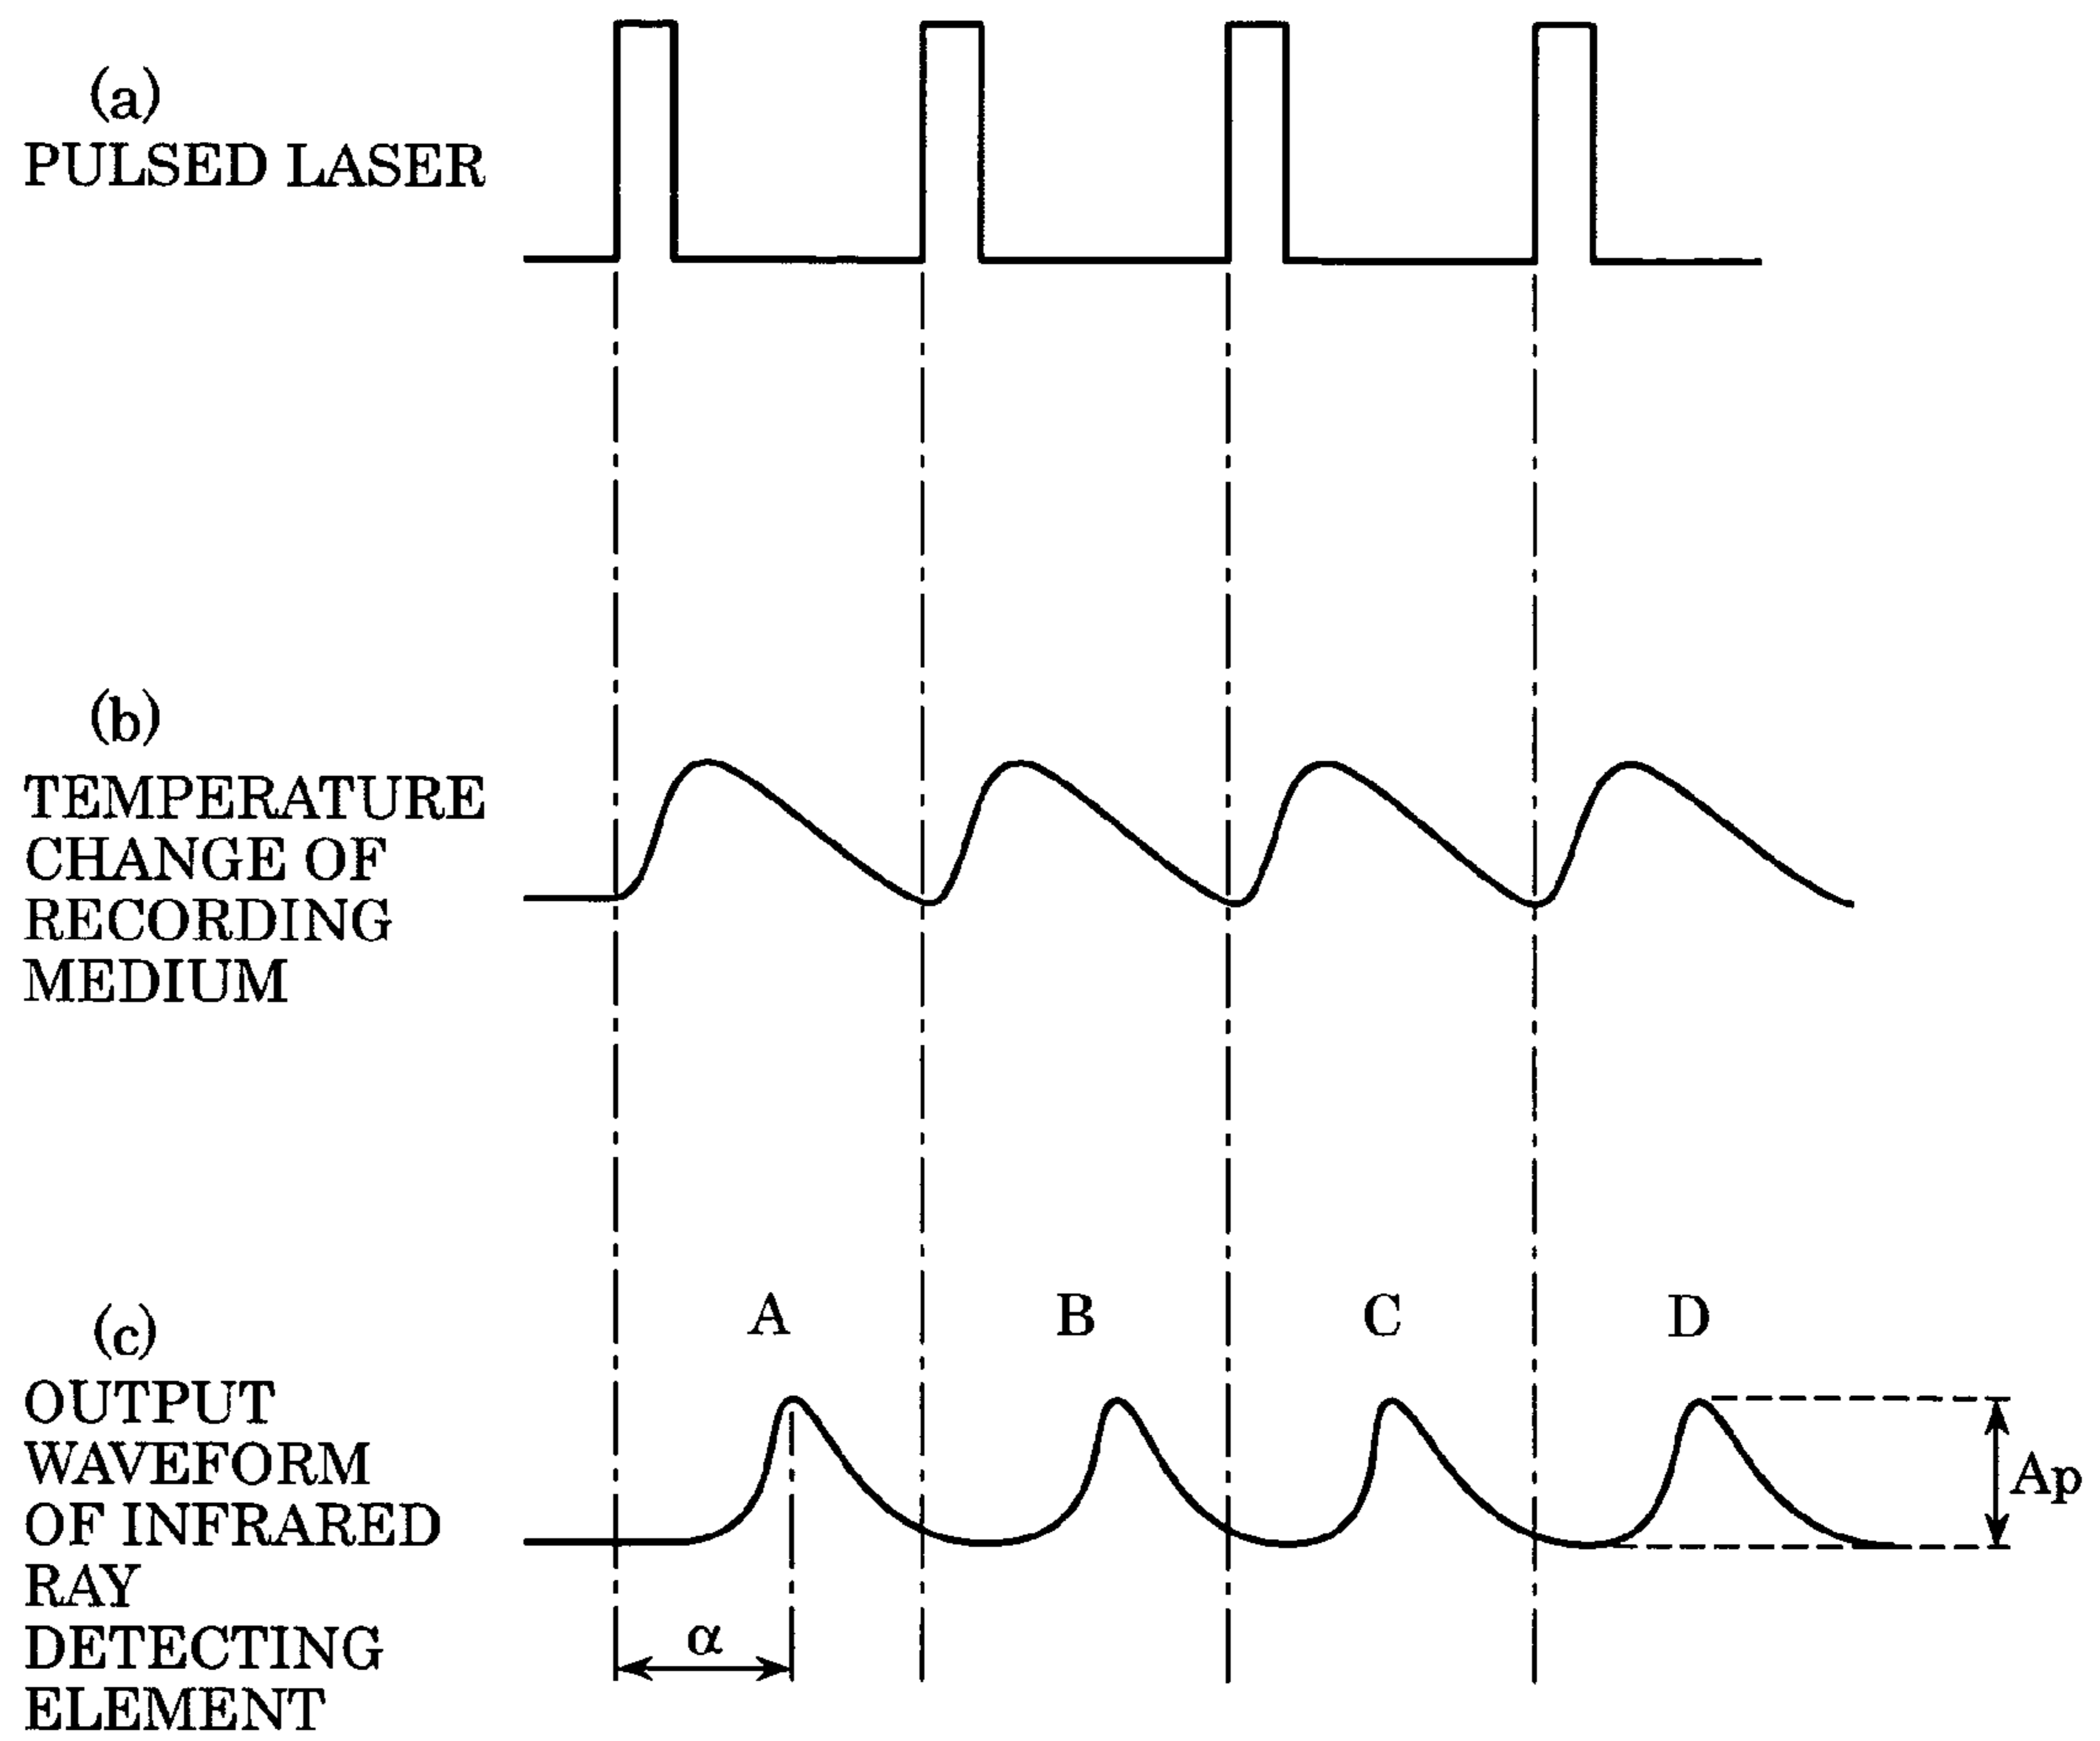 (a)
PULSED LASER
(b)
TEMPERATURE
CHANGE OF
RECORDING
MEDIUM
(c)
OUTPUT
WAVEFORM
OF INFRARED
RAY
DETECTING
ELEMENT
A B C D
Ap
α